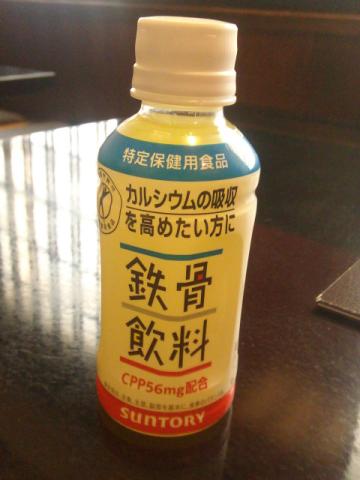 特定保健用食品
カルシウムの吸収
を高めたい方に
鉄骨
飲料
CPP56mg配合
SUNTORY